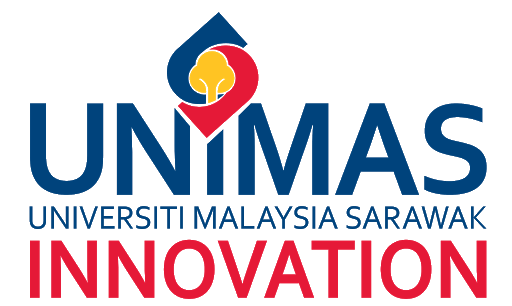 UNIMAS
UNIVERSITI MALAYSIA SARAWAK
INNOVATION